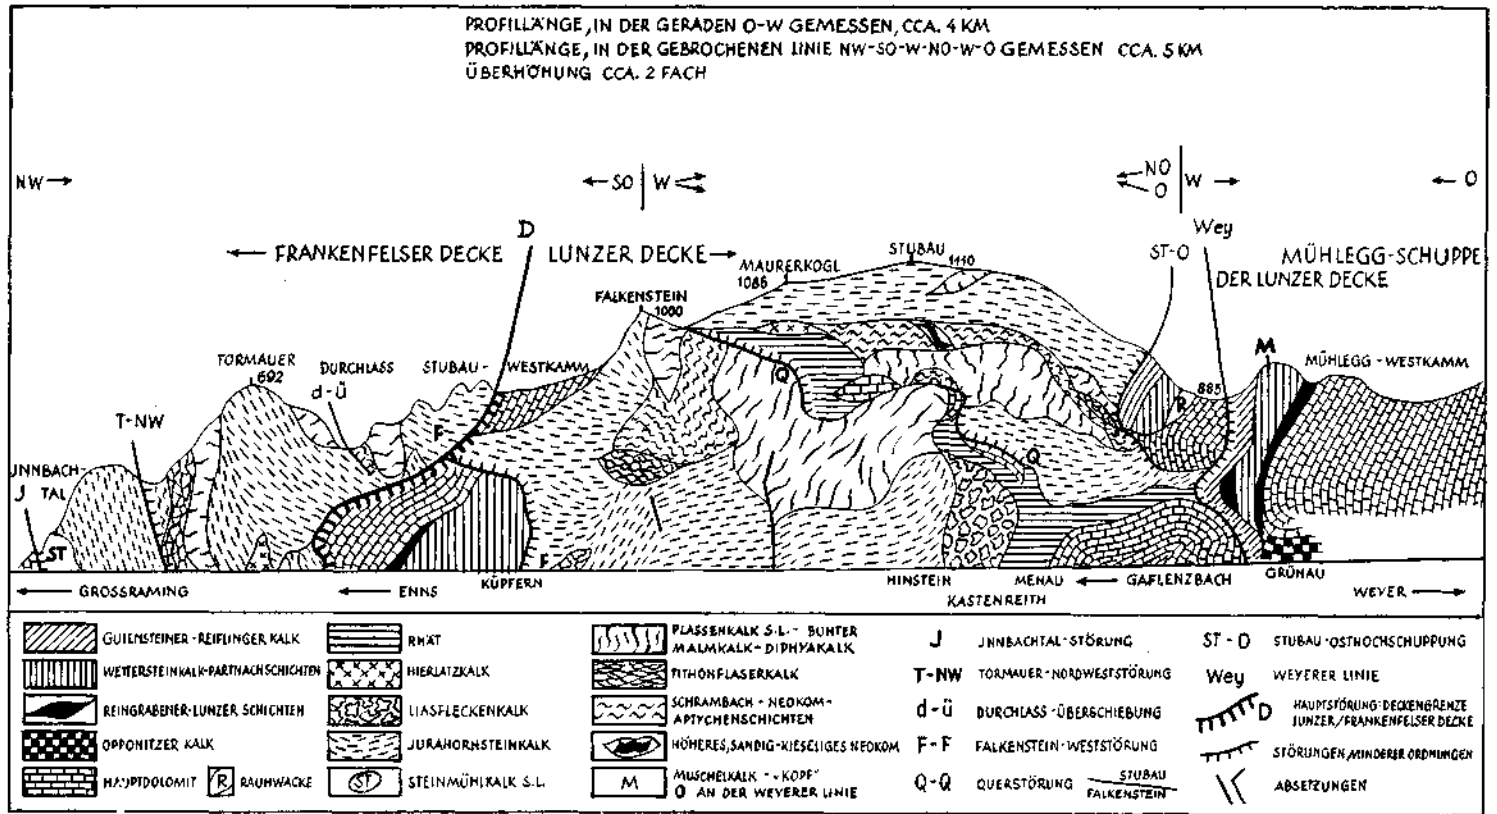 PROFILLÄNGE, IN DER GERADEN O-W GEMESSEN, CCA. 4 KM
PROFILLÄNGE, IN DER GEBROCHENEN LINIE NW-SO-W-NO-W-O GEMESSEN CCA. 5 KM
ÜBERHÖHUNG CCA. 2 FACH
NW
SO W
NO
O
W
O
FRANKENFELSER DECKE
D
LUNZER DECKE
Wey
ST-O
MÜHLEGG-SCHUPPE
DER LUNZER DECKE
STUBAU
1110
MAURERKOGL
1086
FALKENSTEIN
1000
TORMAUER
692
DURCHLASS
d-ü
STUBAU - WESTKAMM
T-NW
JNNBACH-
J TAL
ST
F
F
Q
Q
R
885
M
MÜHLEGG-WESTKAMM
GROSSRAMING
ENNS
KÜPFERN
HINSTEIN
KASTENREITH
MENAU
GAFLENZBACH
GRÜNAU
WEYER
GUTENSTEINER-REIFLINGER KALK
WETTERSTEINKALK-PARTNACHSCHICHTEN
REINGRABENER-LUNZER SCHICHTEN
OPPONITZER KALK
HAUPTDOLOMIT R RAUHWACKE
RHÄT
HIERLATZKALK
LIASFLECKENKALK
JURAHORNSTEINKALK
ST STEINMÜHLKALK S.L.
PLASSENKALK S.L.- BUNTER
MALMKALK-DIPHYAKALK
TITHONFLASERKALK
SCHRAMBACH-NEOKOM-
APTYCHENSCHICHTEN
HÖHERES, SANDIG-KIESELIGES NEOKOM
M MUSCHELKALK-"KOPF"
O AN DER WEYERER LINIE
J JNNBACHTAL-STÖRUNG
T-NW TORMAUER-NORDWESTSTÖRUNG
d-ü DURCHLASS-ÜBERSCHIEBUNG
F-F FALKENSTEIN-WESTSTÖRUNG
Q-Q QUERSTÖRUNG STUBAU
FALKENSTEIN
ST-O STUBAU-OSTHOCHSCHUPPUNG
Wey WEYERER LINIE
D HAUPTSTÖRUNG: DECKENGRENZE
LUNZER/FRANKENFELSER DECKE
STÖRUNGEN, MINDERER ORDNUNGEN
ABSETZUNGEN